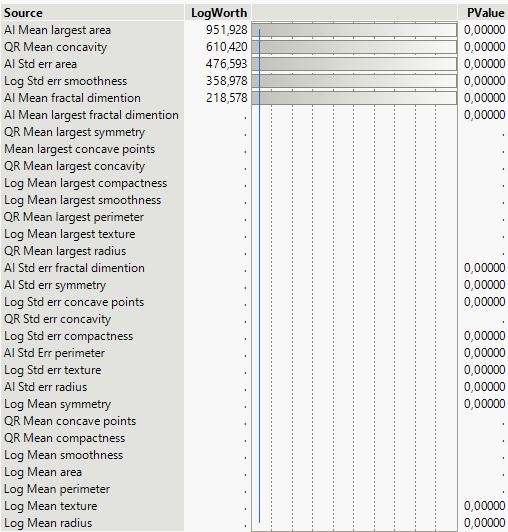 Source LogWorth PValue
AI Mean largest area 951,928 0,00000
QR Mean concavity 610,420 0,00000
AI Std err area 476,593 0,00000
Log Std err smoothness 358,978 0,00000
AI Mean fractal dimention 218,578 0,00000
AI Mean largest fractal dimention . 0,00000
QR Mean largest symmetry . .
Mean largest concave points . .
QR Mean largest concavity . .
Log Mean largest compactness . .
Log Mean largest smoothness . .
QR Mean largest perimeter . .
Log Mean largest texture . .
QR Mean largest radius . .
AI Std err fractal dimention . 0,00000
AI Std err symmetry . 0,00000
Log Std err concave points . 0,00000
QR Std err concavity . .
Log Std err compactness . 0,00000
AI Std Err perimeter . 0,00000
Log Std err texture . 0,00000
AI Std err radius . 0,00000
Log Mean symmetry . 0,00000
QR Mean concave points . .
QR Mean compactness . .
Log Mean smoothness . .
Log Mean area . .
Log Mean perimeter . .
Log Mean texture . 0,00000
Log Mean radius . 0,00000